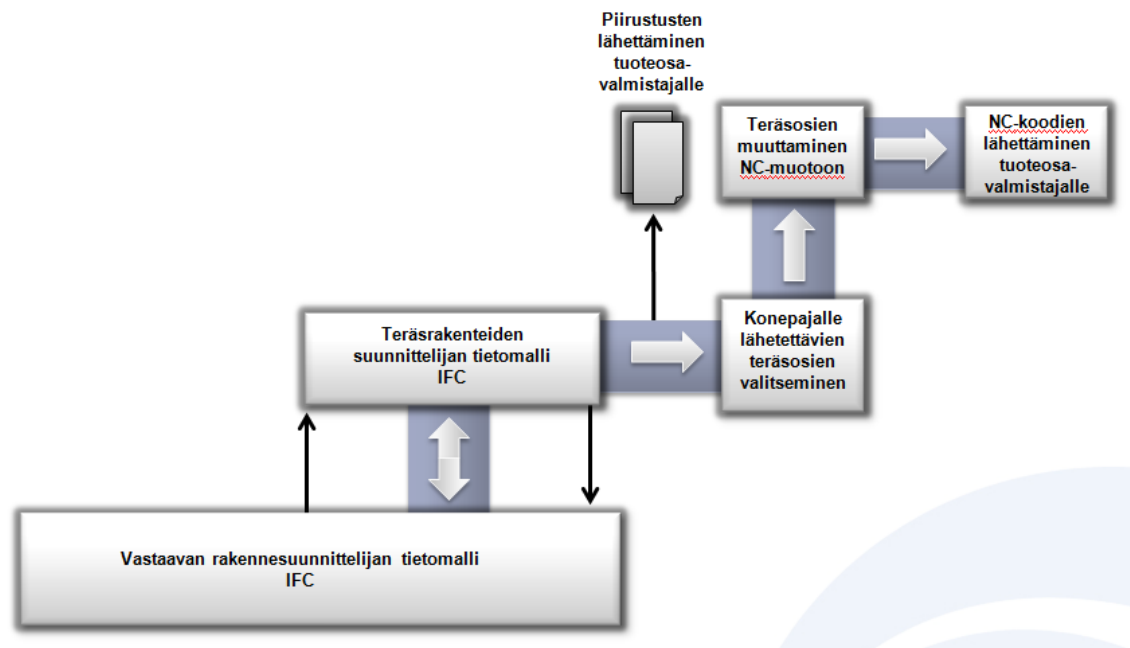 Piirustusten
lähettäminen
tuoteosa-
valmistajalle
Teräsosien
muuttaminen
NC-muotoon
NC-koodien
lähettäminen
tuoteosa-
valmistajalle
Teräsrakenteiden
suunnittelijan tietomalli
IFC
Konepajalle
lähetettävien
teräsosien
valitseminen
Vastaavan rakennesuunnittelijan tietomalli
IFC